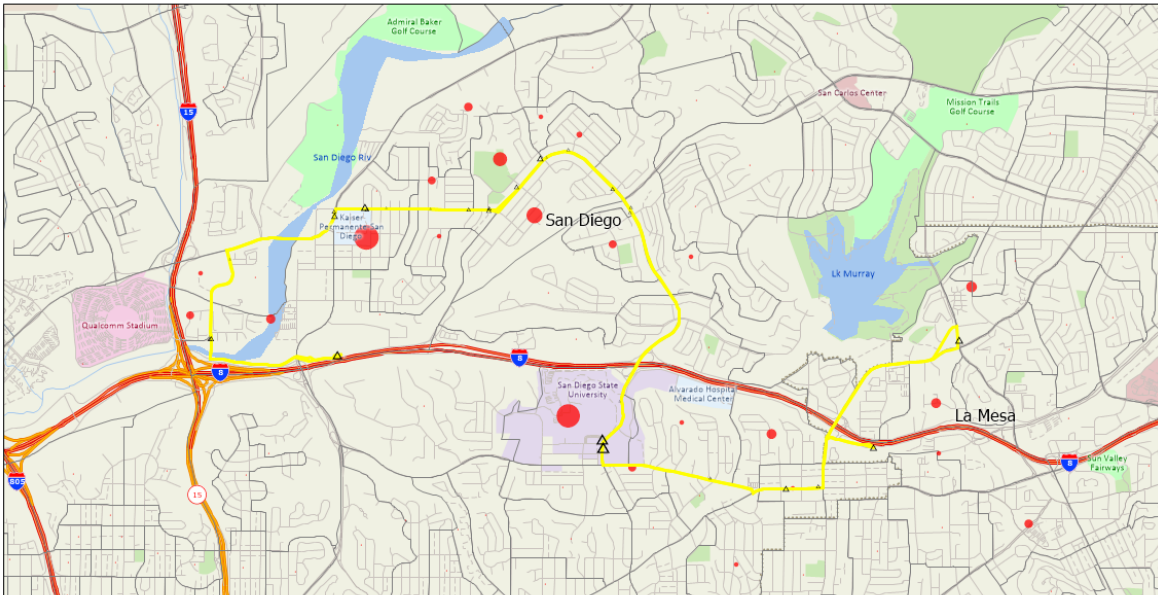 Admiral Baker
Golf Course
San Carlos Center
Mission Trails
Golf Course
15
San Diego Riv
Kaiser
Permanente San
Diego
San Diego
Lk Murray
Qualcomm Stadium
8
8
San Diego State
University
Alvarado Hospital
Medical Center
La Mesa
Sun Valley
Fairways
8
805
15